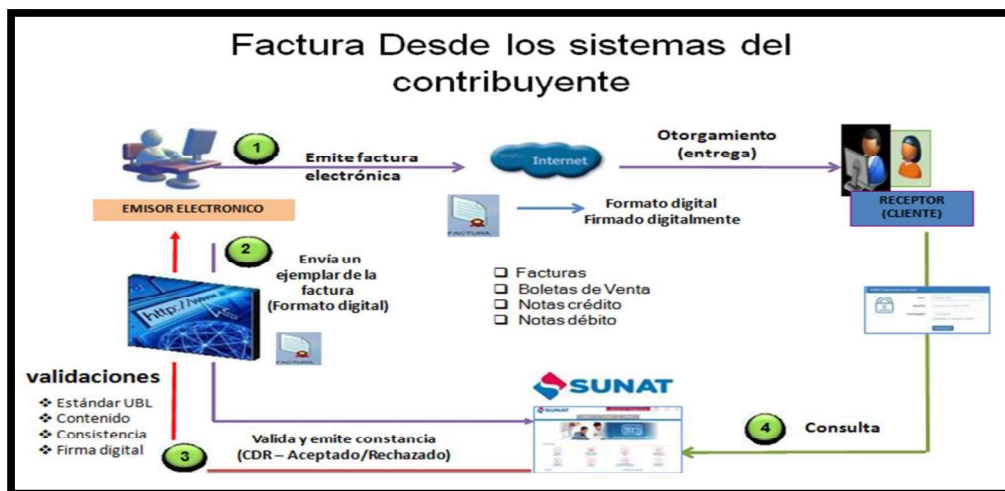 Factura Desde los sistemas del
contribuyente
1
Emite factura
electrónica
Internet
Otorgamiento
(entrega)
EMISOR ELECTRONICO
FACTURA
Formato digital
Firmado digitalmente
RECEPTOR
(CLIENTE)
2
Envía un
ejemplar de la
factura
(Formato digital)
http://www.
FACTURA
Facturas
Boletas de Venta
Notas crédito
Notas débito
validaciones
Estándar UBL
Contenido
Consistencia
Firma digital
3
Valida y emite constancia
(CDR – Aceptado/Rechazado)
SUNAT
SUNAT
4
Consulta